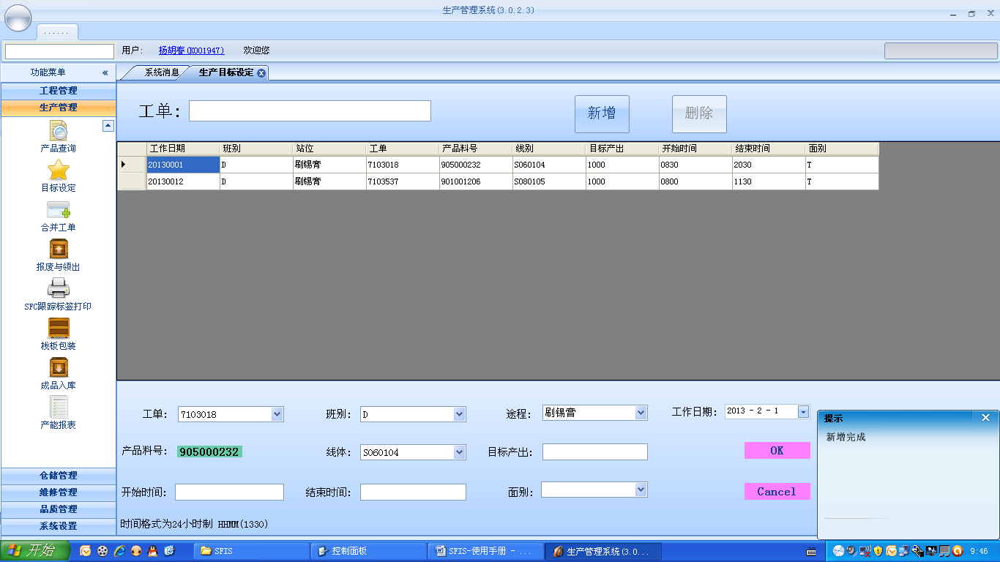 生产管理系统(3.0.2.3)
......
用户: 杨胡春(K001947) 欢迎您
功能菜单 «
系统消息 生产目标设定
工程管理
生产管理
产品查询
目标设定
合并工单
报废与领出
SFC跟踪标签打印
栈板包装
成品入库
产能报表
仓储管理
维修管理
品质管理
系统设置
工单: 新增 删除
工作日期 班别 站位 工单 产品料号 线别 目标产出 开始时间 结束时间 面别
20130001 D 刷锡膏 7103018 905000232 S060104 1000 0830 2030 T
20130012 D 刷锡膏 7103537 901001206 S080105 1000 0800 1130 T
工单: 7103018 班别: D 途程: 刷锡膏 工作日期: 2013 - 2 - 1
产品料号: 905000232 线体: S060104 目标产出: OK
开始时间: 结束时间: 面别: Cancel
时间格式为24小时制 HHMM(1330)
提示
新增完成
开始 SFIS 控制面板 SFIS-使用手册 - ... 生产管理系统(3.0... 9:46